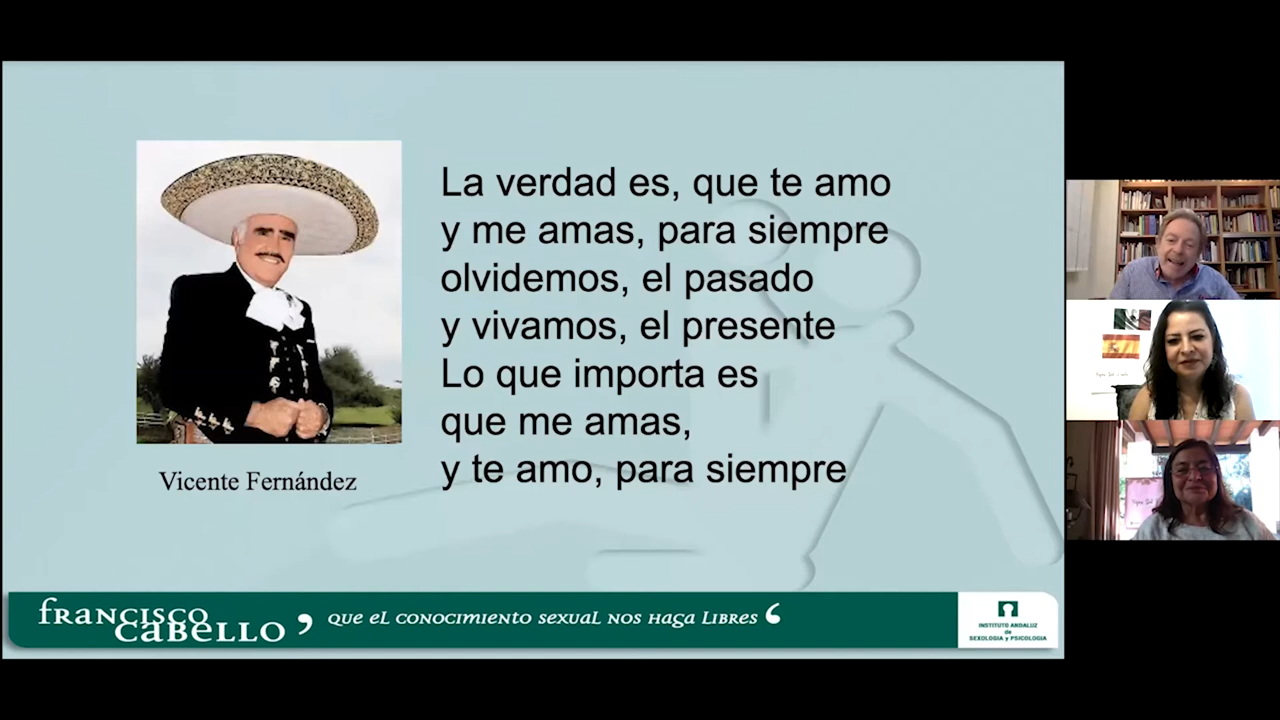 La verdad es, que te amo
y me amas, para siempre
olvidemos, el pasado
y vivamos, el presente
Lo que importa es
que me amas,
y te amo, para siempre
Vicente Fernández
Francisco
Cabello
, que el conocimiento sexual nos haga libres ‘
INSTITUTO ANDALUZ
de
SEXOLOGIA y PSICOLOGIA